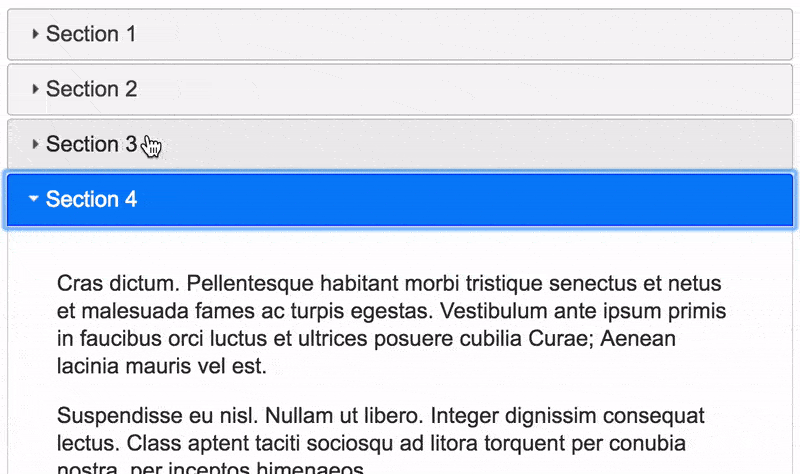 Section 1
Section 2
Section 3
Section 4
Cras dictum. Pellentesque habitant morbi tristique senectus et netus
et malesuada fames ac turpis egestas. Vestibulum ante ipsum primis
in faucibus orci luctus et ultrices posuere cubilia Curae; Aenean
lacinia mauris vel est.
Suspendisse eu nisl. Nullam ut libero. Integer dignissim consequat
lectus. Class aptent taciti sociosqu ad litora torquent per conubia
nostra, per inceptos himenaeos.